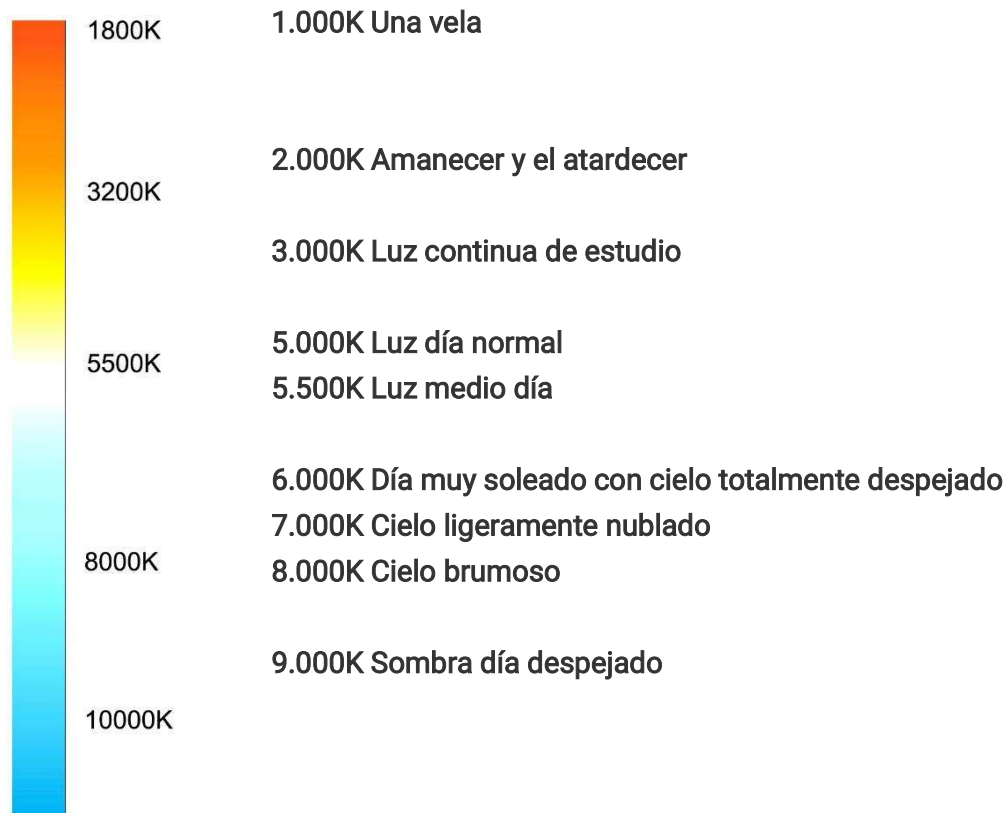 1800K
1.000K Una vela
2.000K Amanecer y el atardecer
3200K
3.000K Luz continua de estudio
5.000K Luz día normal
5500K
5.500K Luz medio día
6.000K Día muy soleado con cielo totalmente despejado
7.000K Cielo ligeramente nublado
8000K
8.000K Cielo brumoso
9.000K Sombra día despejado
10000K